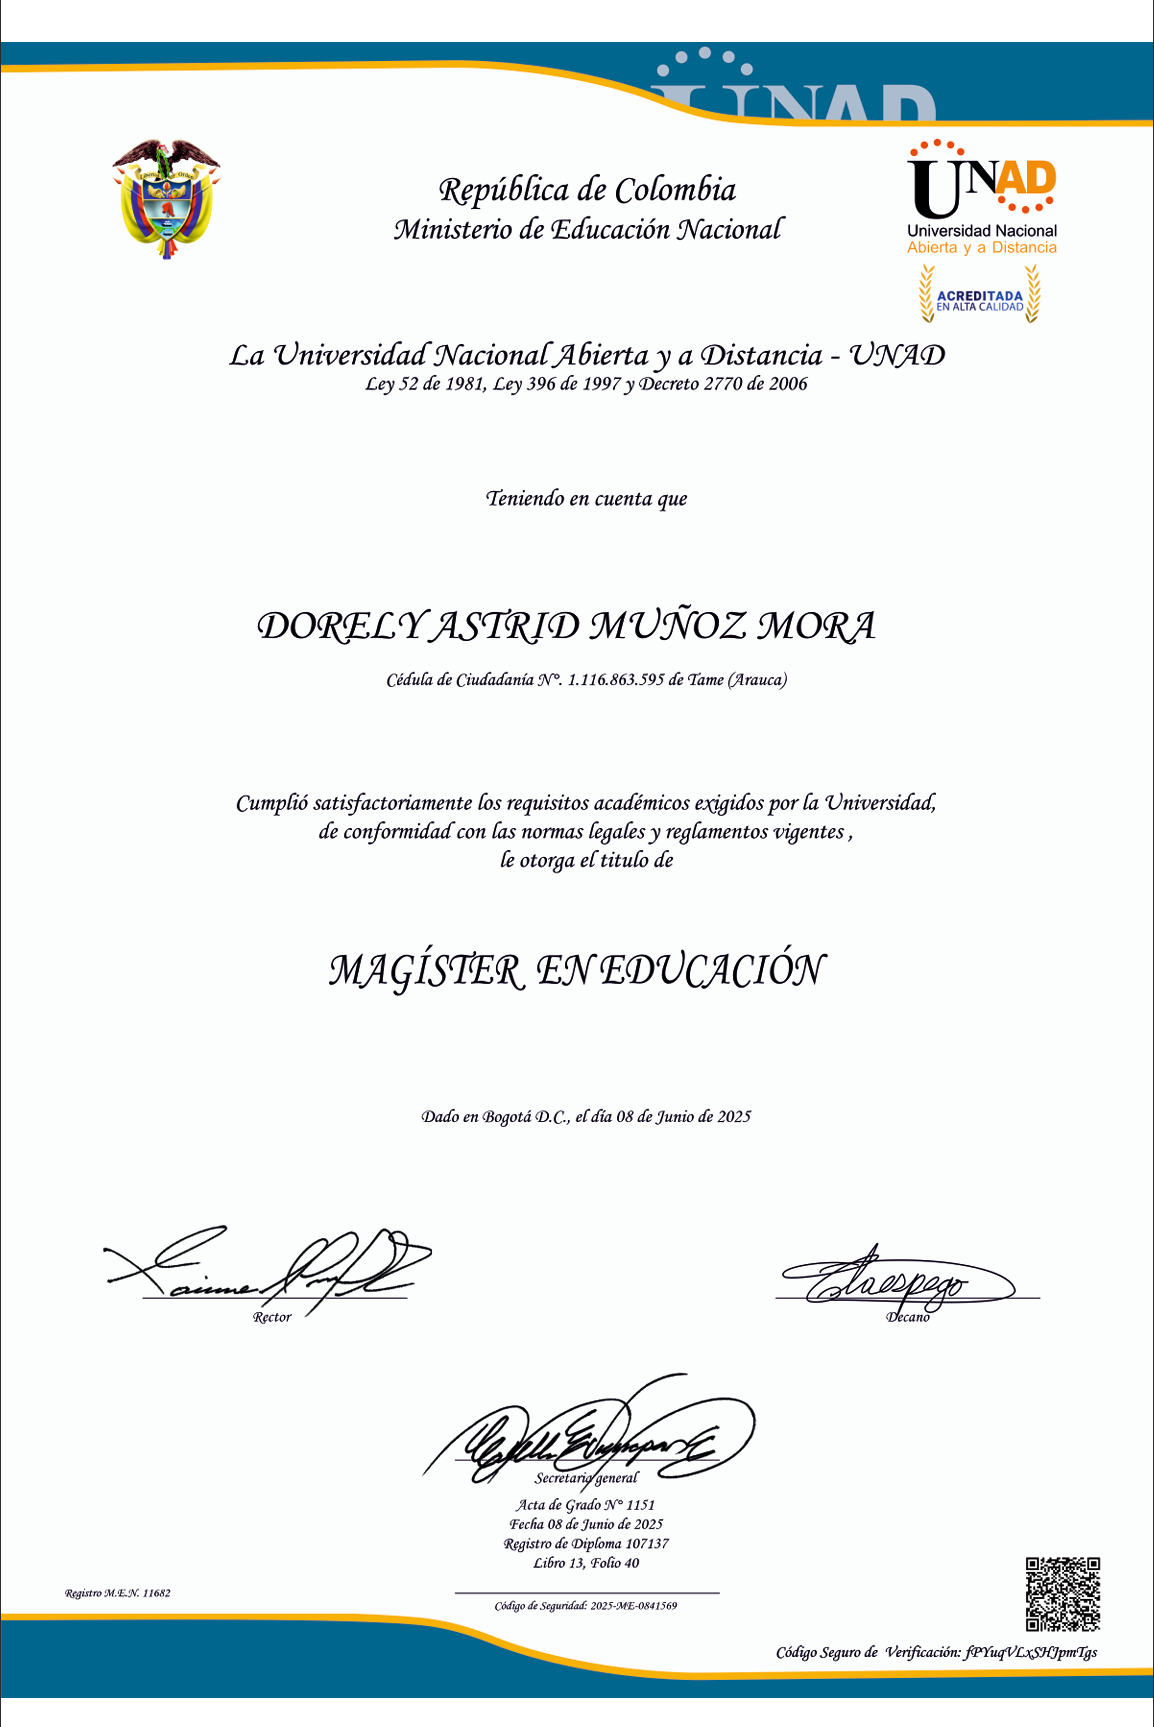 UNAD
República de Colombia
Ministerio de Educación Nacional
UNAD
Universidad Nacional
Abierta y a Distancia
ACREDITADA
EN ALTA CALIDAD
La Universidad Nacional Abierta y a Distancia - UNAD
Ley 52 de 1981, Ley 396 de 1997 y Decreto 2770 de 2006
Teniendo en cuenta que
DORELY ASTRID MUÑOZ MORA
Cédula de Ciudadanía N°. 1.116.863.595 de Tame (Arauca)
Cumplió satisfactoriamente los requisitos académicos exigidos por la Universidad,
de conformidad con las normas legales y reglamentos vigentes ,
le otorga el titulo de
MAGÍSTER EN EDUCACIÓN
Dado en Bogotá D.C., el día 08 de Junio de 2025
Rector
Decano
Secretaria general
Acta de Grado N° 1151
Fecha 08 de Junio de 2025
Registro de Diploma 107137
Libro 13, Folio 40
Registro M.E.N. 11682
Código de Seguridad: 2025-ME-0841569
Código Seguro de Verificación: fPYuqVLxSHJpmTgs